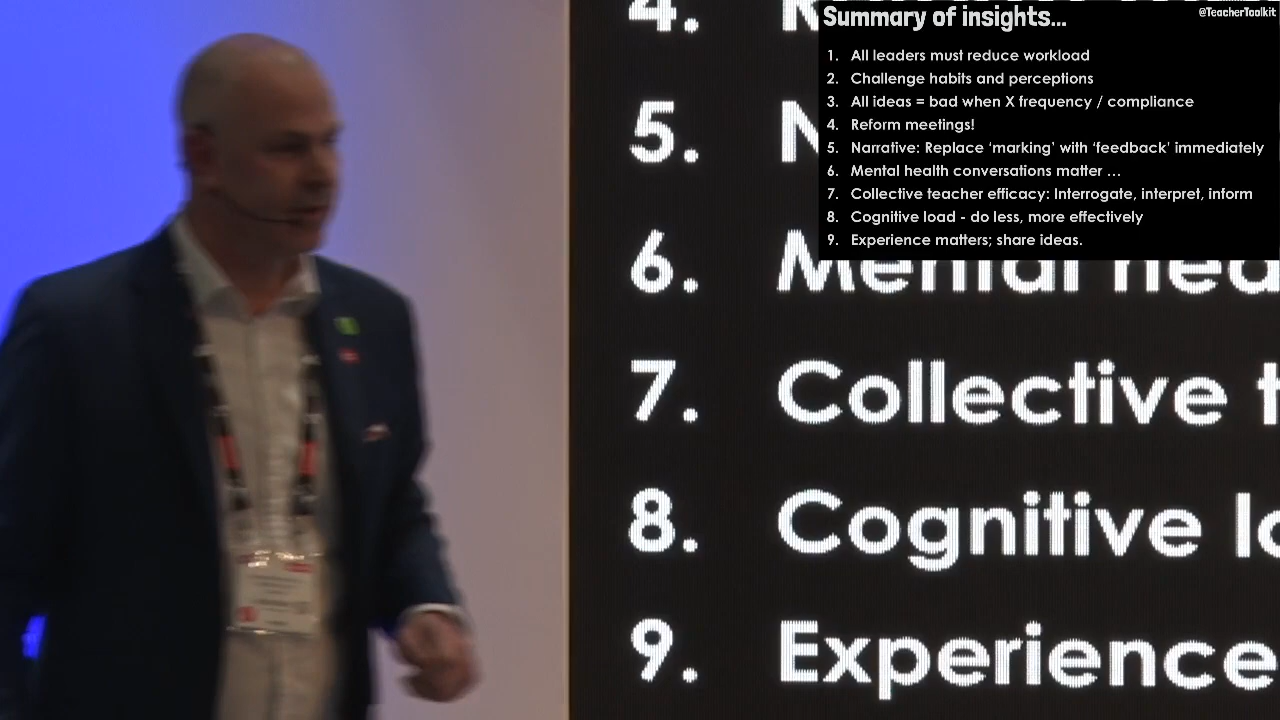 Summary of insights...
@TeacherToolkit
1. All leaders must reduce workload
2. Challenge habits and perceptions
3. All ideas = bad when X frequency / compliance
4. Reform meetings!
5. Narrative: Replace ‘marking’ with ‘feedback’ immediately
6. Mental health conversations matter ...
7. Collective teacher efficacy: Interrogate, interpret, inform
8. Cognitive load - do less, more effectively
9. Experience matters; share ideas.
4. R
5. N
6. Mental hea
7. Collective t
8. Cognitive lo
9. Experience